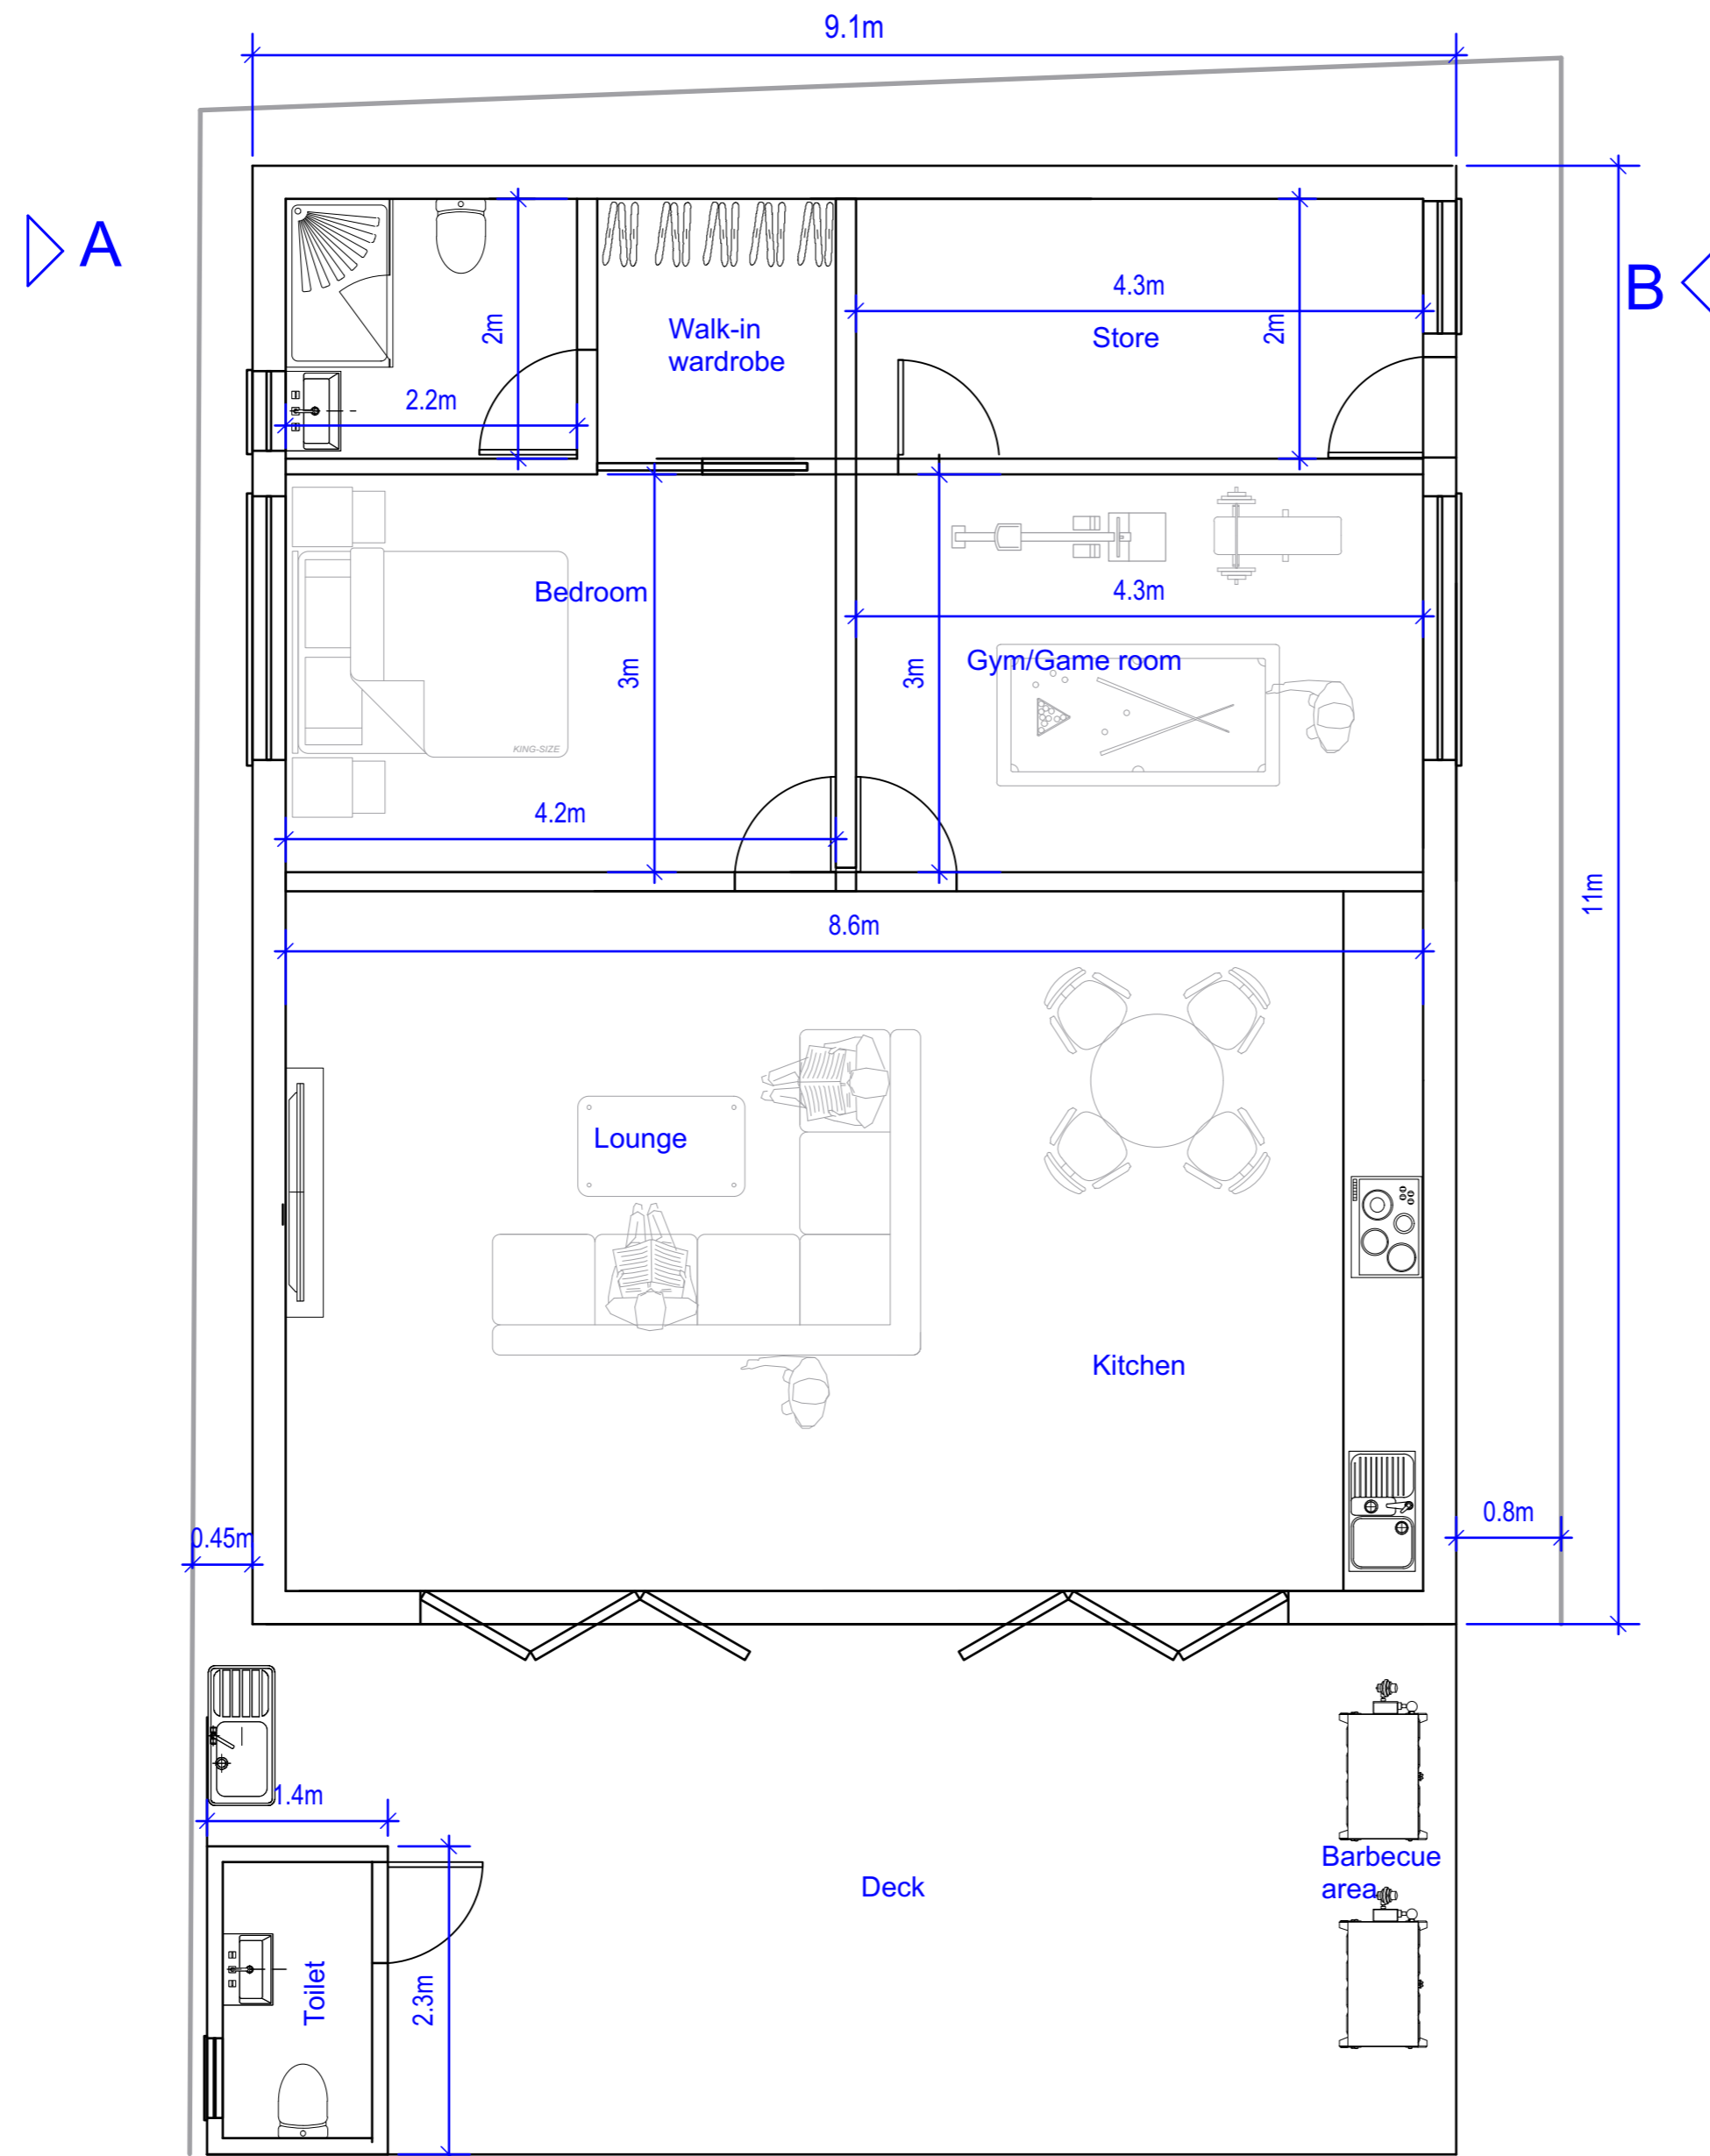 9.1m
A
B
4.3m
2m
2m
Walk-in
wardrobe
Store
2.2m
Bedroom
4.3m
3m
3m
Gym/Game room
KING-SIZE
4.2m
11m
8.6m
Lounge
Kitchen
0.45m
0.8m
1.4m
Barbecue
area
Deck
Toilet
2.3m